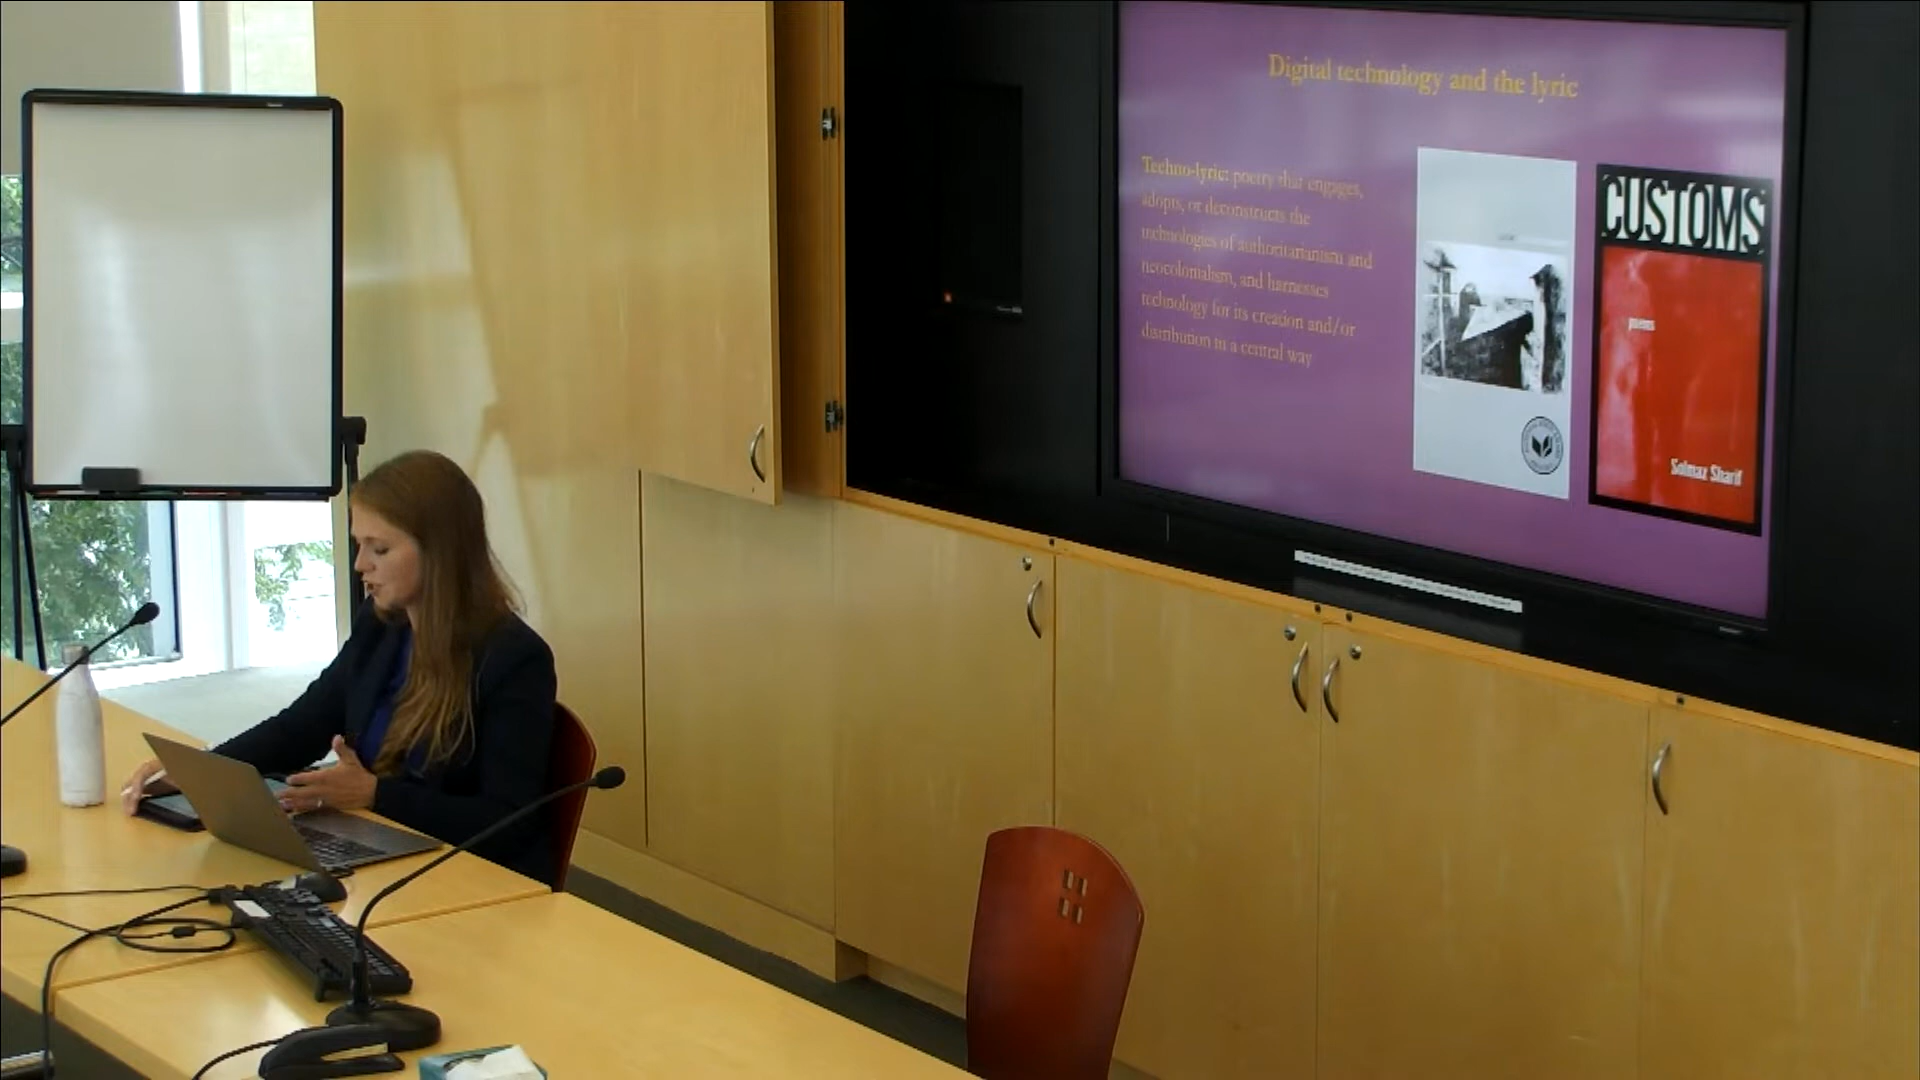 Digital technology and the lyric
Techno-lyric: poetry that engages,
adopts, or deconstructs the
technologies of authoritarianism and
neocolonialism, and harnesses
technology for its creation and/or
distribution in a central way
CUSTOMS
poems
Solmaz Sharif